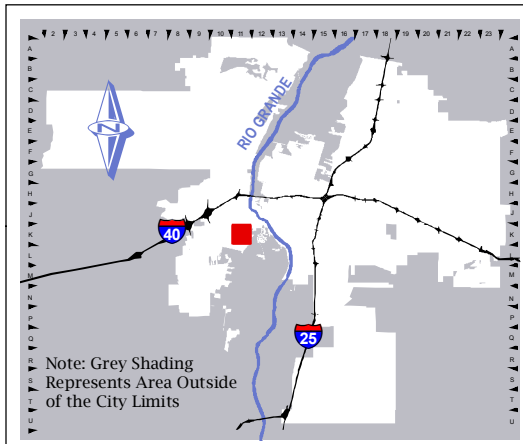 2 3 4 5 6 7 8 9 10 11 12 13 14 15 16 17 18 19 20 21 22 23
A A
B B
C C
D D
E E
F F
G G
H H
J J
K K
L L
M M
N N
P P
Q Q
R R
S S
T T
U U
N
RIO GRANDE
40
25
Note: Grey Shading
Represents Area Outside
of the City Limits